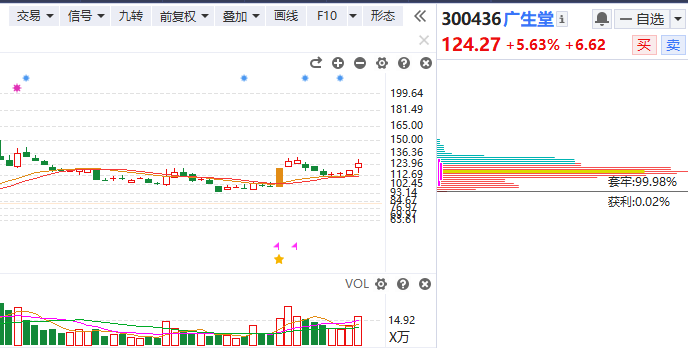 交易 信号 九转 前复权 叠加 画线 F10 形态
300436 广生堂
自选
124.27 +5.63% +6.62
买 卖
199.64
181.49
165.00
150.00
136.36
123.96
112.69
102.45
93.14
84.67
76.97
69.97
63.61
套牢:99.98%
获利:0.02%
VOL
14.92
X万